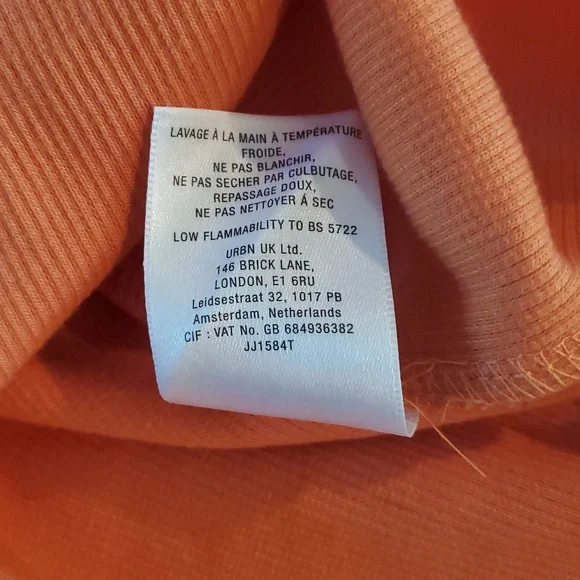 LAVAGE À LA MAIN À TEMPÉRATURE
FROIDE,
NE PAS BLANCHIR,
NE PAS SECHER PAR CULBUTAGE,
REPASSAGE DOUX,
NE PAS NETTOYER Á SEC
LOW FLAMMABILITY TO BS 5722
URBN UK Ltd.
146 BRICK LANE,
LONDON, E1 6RU
Leidsestraat 32, 1017 PB
Amsterdam, Netherlands
CIF : VAT No. GB 684936382
JJ1584T